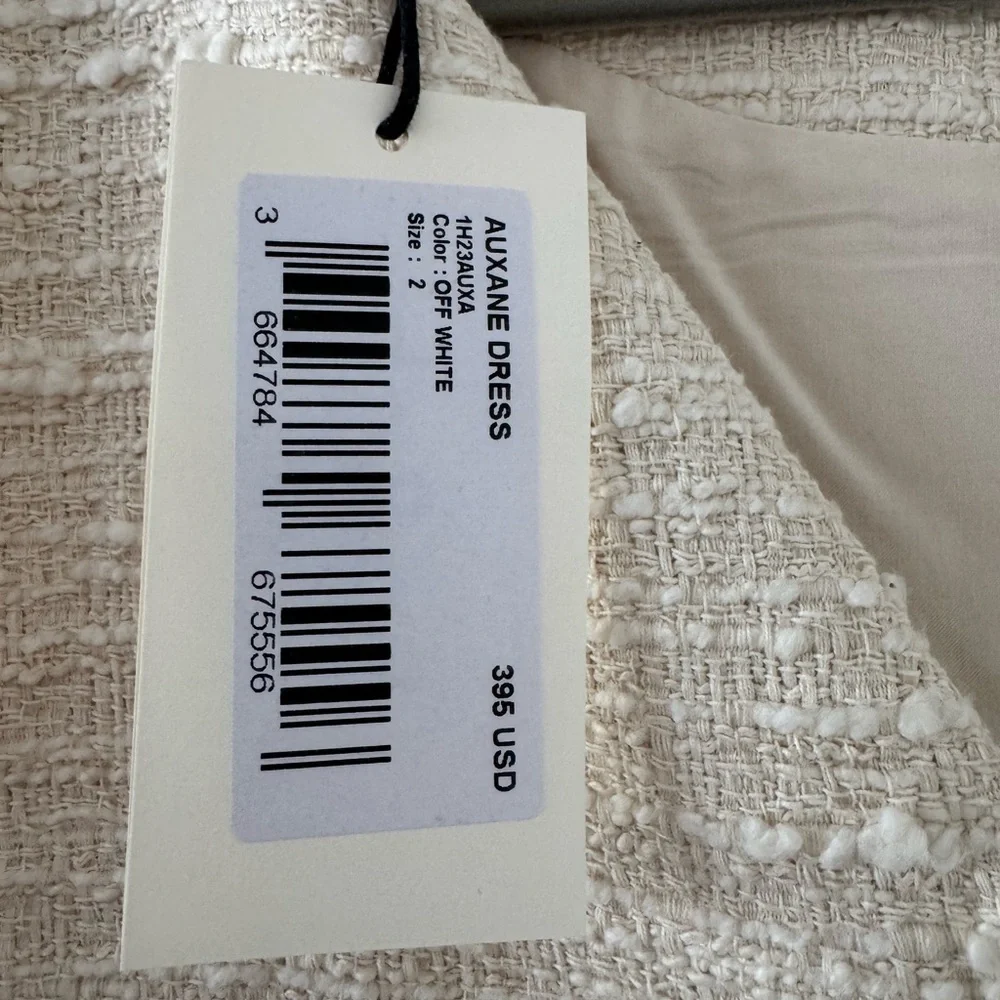 AUXANE DRESS
1H23AUXA
Color : OFF WHITE
Size : 2
395 USD
3 664784 675556